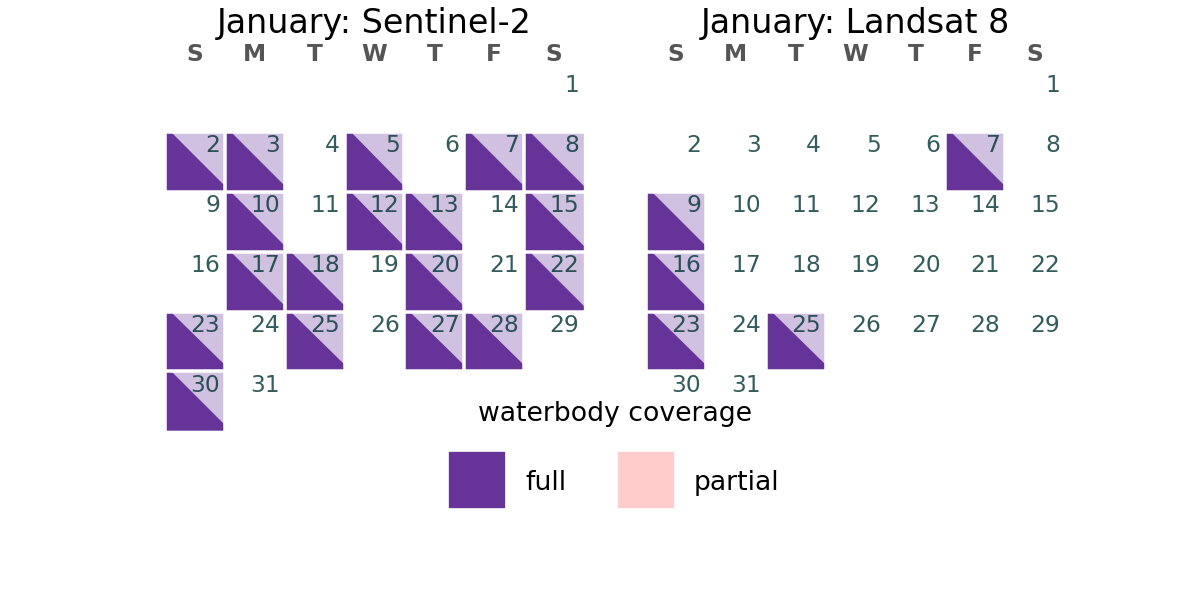 January: Sentinel-2
S M T W T F S
1
2 3 4 5 6 7 8
9 10 11 12 13 14 15
16 17 18 19 20 21 22
23 24 25 26 27 28 29
30 31
January: Landsat 8
S M T W T F S
1
2 3 4 5 6 7 8
9 10 11 12 13 14 15
16 17 18 19 20 21 22
23 24 25 26 27 28 29
30 31
waterbody coverage
full partial